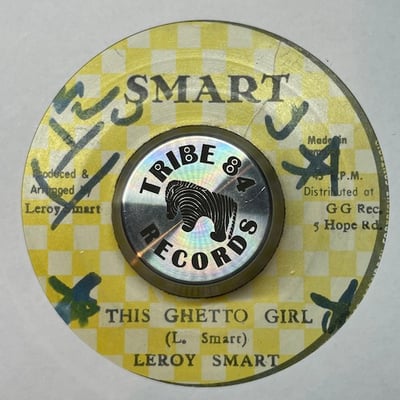 SMART
Produced &
Arranged by
Leroy Smart
Made in
45 R.P.M.
Distributed at
GG Rec.
5 Hope Rd.
TRIBE 84
RECORDS
THIS GHETTO GIRL
(L. Smart)
LEROY SMART